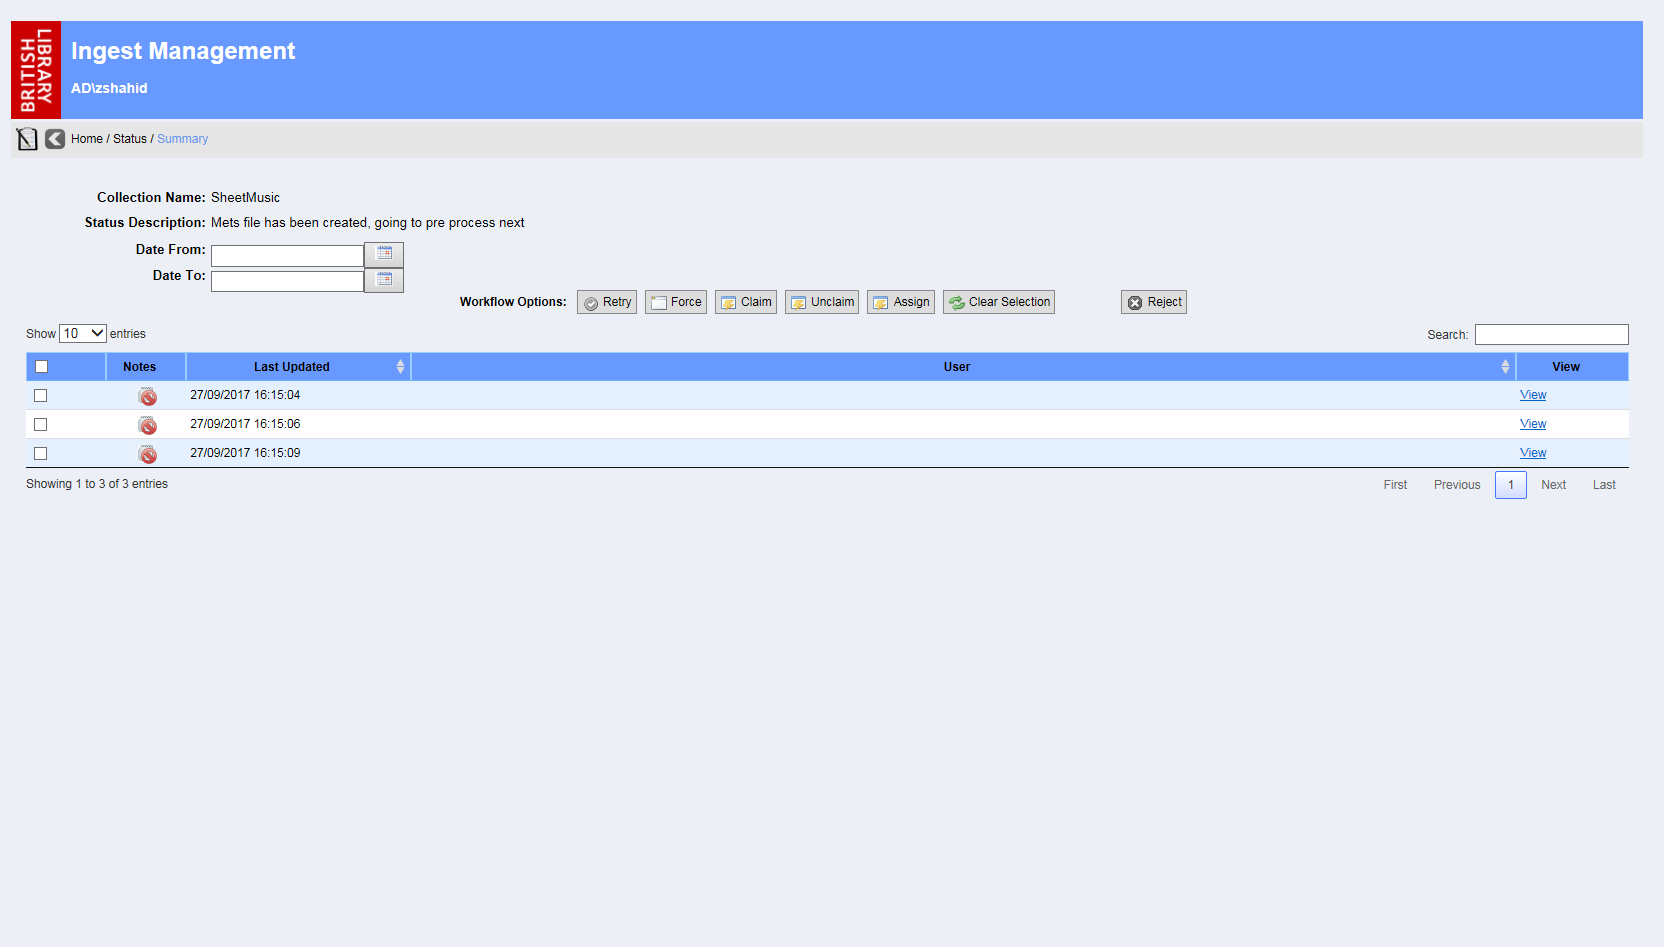 BRITISH
LIBRARY
Ingest Management
AD\zshahid
Home / Status / Summary
Collection Name: SheetMusic
Status Description: Mets file has been created, going to pre process next
Date From:
Date To:
Workflow Options: Retry Force Claim Unclaim Assign Clear Selection Reject
Show 10 entries Search:
Notes Last Updated User View
27/09/2017 16:15:04 View
27/09/2017 16:15:06 View
27/09/2017 16:15:09 View
Showing 1 to 3 of 3 entries First Previous 1 Next Last